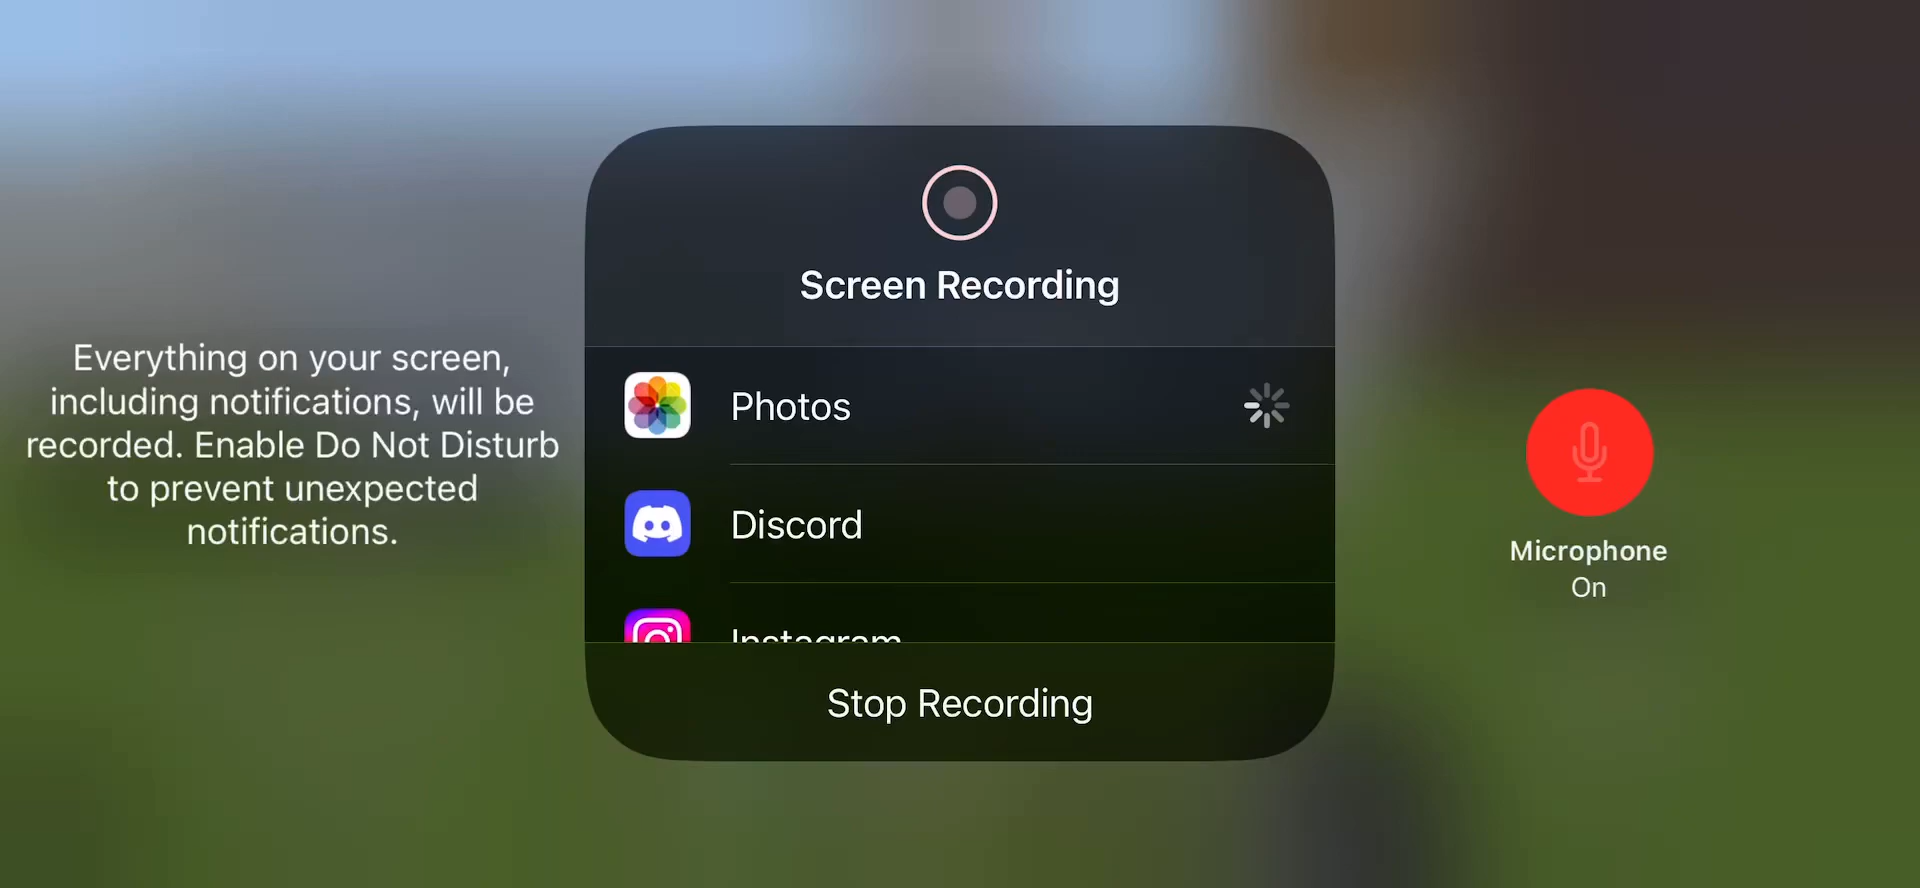 Everything on your screen,
including notifications, will be
recorded. Enable Do Not Disturb
to prevent unexpected
notifications.
Screen Recording
Photos
Discord
Instagram
Stop Recording
Microphone
On